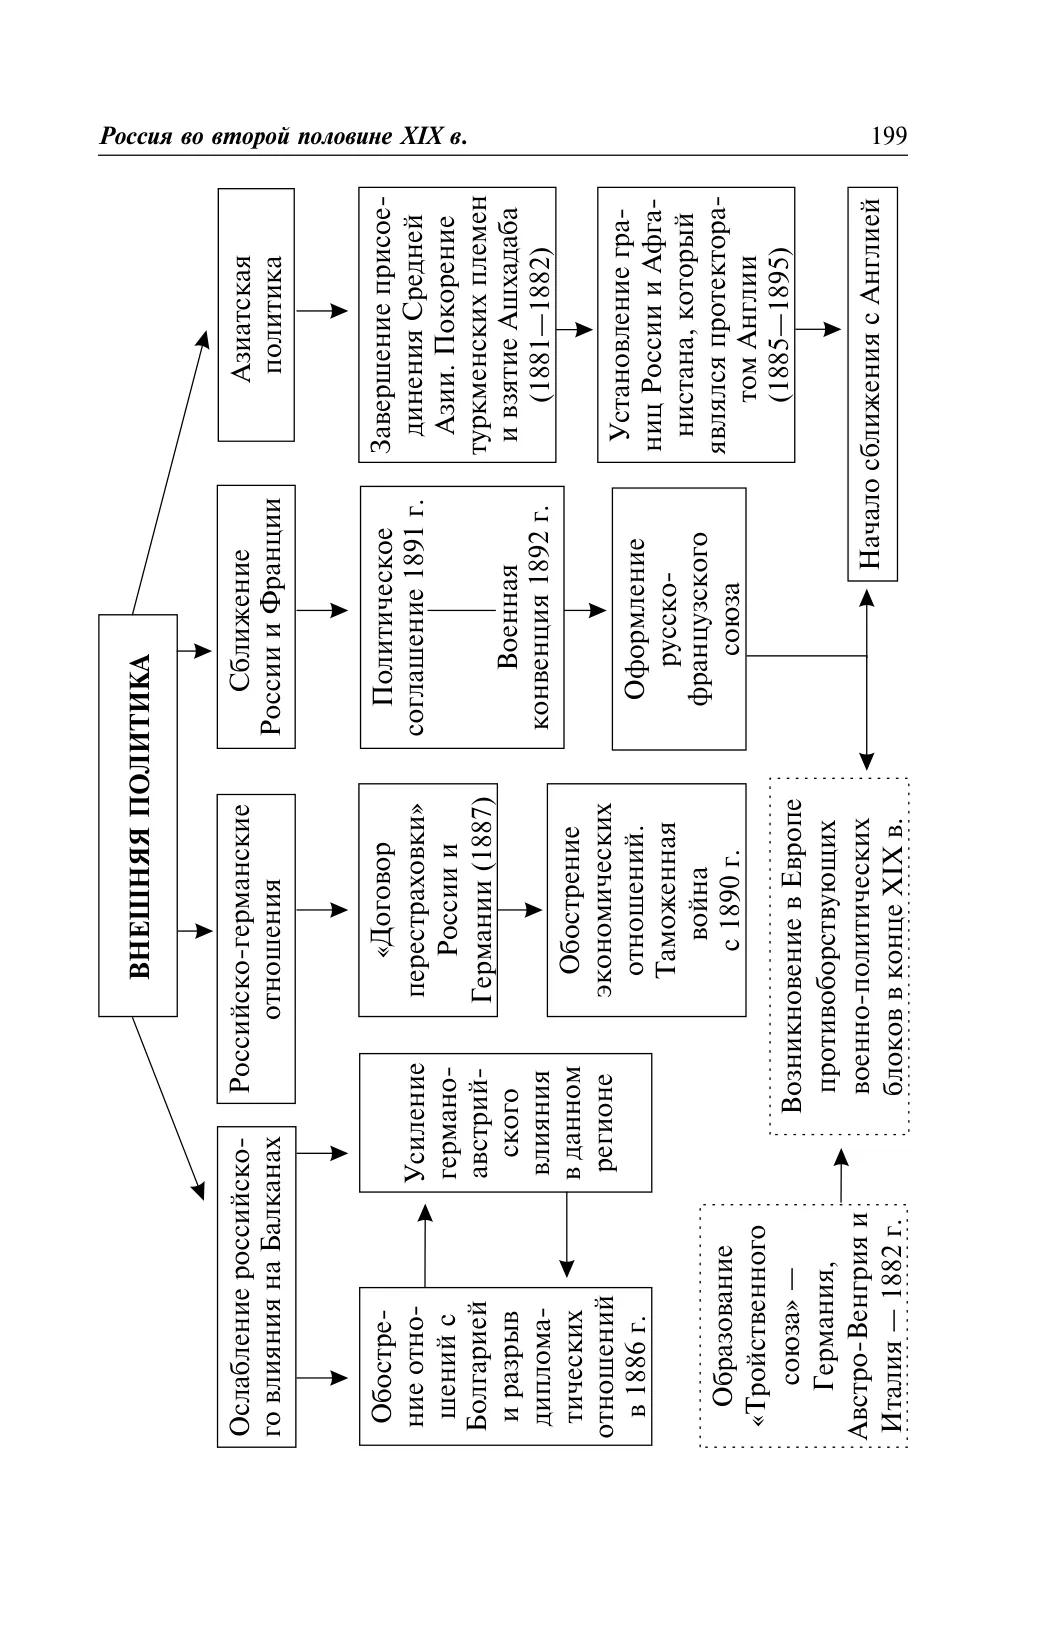 Россия во второй половине XIX в.
199
ВНЕШНЯЯ ПОЛИТИКА
Ослабление российско-
го влияния на Балканах
Российско-германские
отношения
Сближение
России и Франции
Азиатская
политика
Обостре-
ние отно-
шений с
Болгарией
и разрыв
диплома-
тических
отношений
в 1886 г.
Усиление
германо-
австрий-
ского
влияния
в данном
регионе
«Договор
перестраховки»
России и
Германии (1887)
Обострение
экономических
отношений.
Таможенная
война
с 1890 г.
Политическое
соглашение 1891 г.
Военная
конвенция 1892 г.
Оформление
русско-
французского
союза
Завершение присое-
динения Средней
Азии. Покорение
туркменских племен
и взятие Ашхадаба
(1881—1882)
Установление гра-
ниц России и Афга-
нистана, который
являлся протектора-
том Англии
(1885—1895)
Начало сближения с Англией
Образование
«Тройственного
союза» —
Германия,
Австро-Венгрия и
Италия — 1882 г.
Возникновение в Европе
противоборствующих
военно-политических
блоков в конце XIX в.